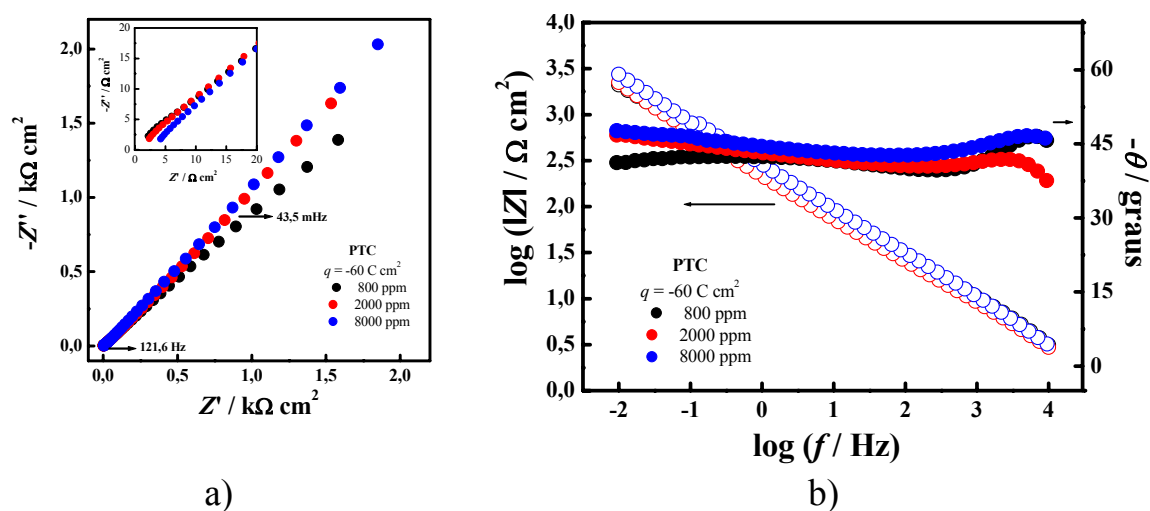 2,0
1,5
1,0
0,5
0,0
-Z'' / kΩ cm²
0,0 0,5 1,0 1,5 2,0
Z' / kΩ cm²
20
15
10
5
0
-Z'' / Ω cm²
0 5 10 15 20
Z' / Ω cm²
43,5 mHz
121,6 Hz
PTC
q = -60 C cm²
800 ppm
2000 ppm
8000 ppm
a)
4,0
3,5
3,0
2,5
2,0
1,5
1,0
0,5
0,0
log (|Z| / Ω cm²)
-2 -1 0 1 2 3 4
log (f / Hz)
60
45
30
15
0
-θ / graus
PTC
q = -60 C cm²
800 ppm
2000 ppm
8000 ppm
b)